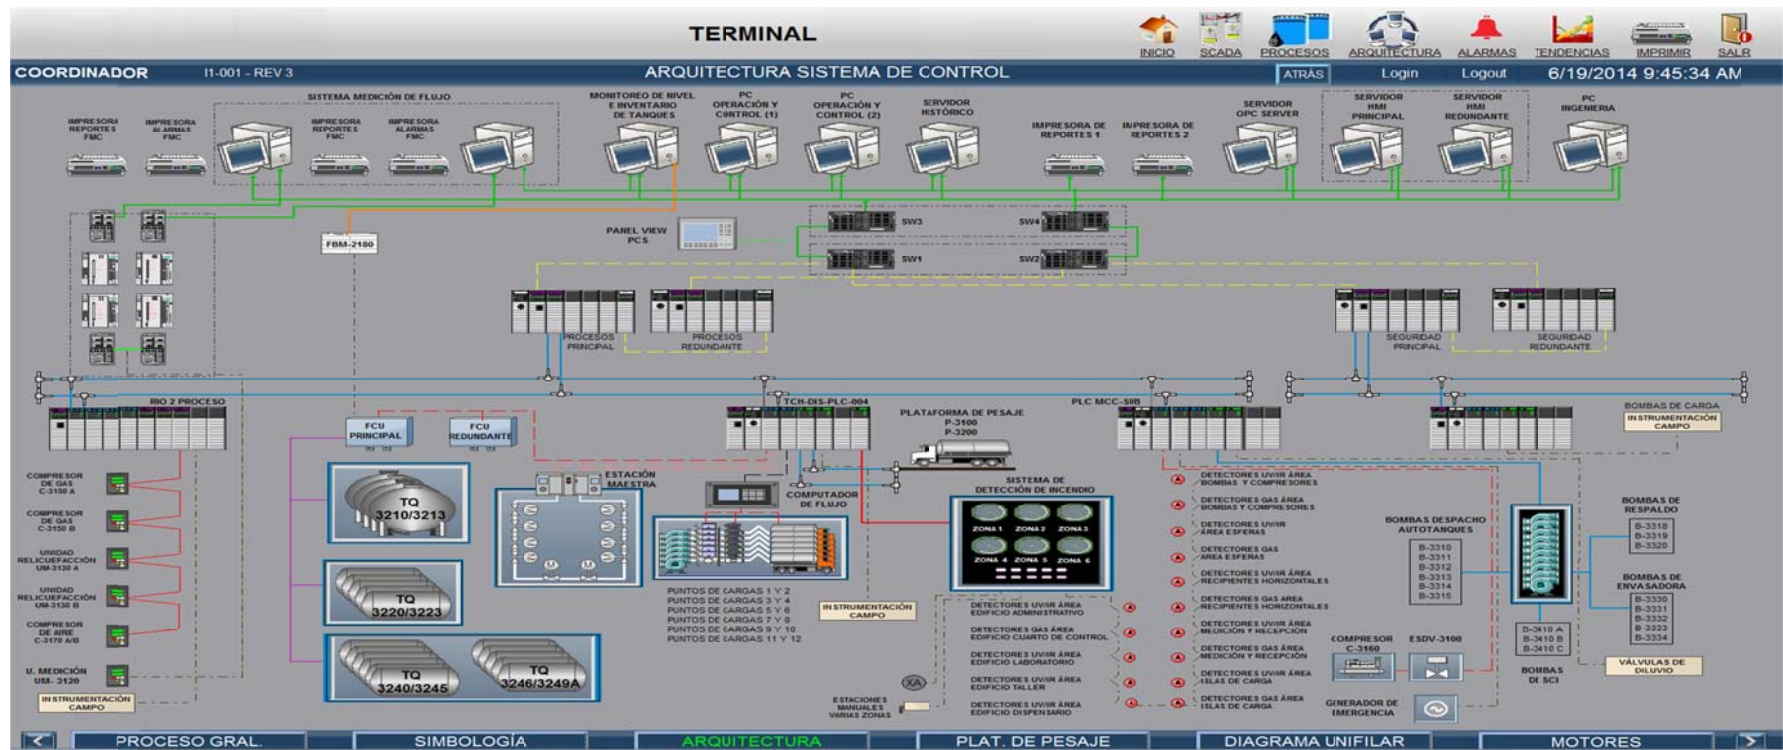 TERMINAL
INICIO
SCADA
PROCESOS
ARQUITECTURA
ALARMAS
TENDENCIAS
IMPRIMIR
SALR
COORDINADOR
I1-001 - REV 3
ARQUITECTURA SISTEMA DE CONTROL
ATRÁS
Login
Logout
6/19/2014 9:45:34 AM
SISTEMA MEDICIÓN DE FLUJO
IMPRESORA
REPORTES
FMC
IMPRESORA
ALARMAS
FMC
IMPRESORA
REPORTES
FMC
IMPRESORA
ALARMAS
FMC
MONITOREO DE NIVEL
E INVENTARIO
DE TANQUES
PC
OPERACIÓN Y
CONTROL (1)
PC
OPERACIÓN Y
CONTROL (2)
SERVIDOR
HISTÓRICO
IMPRESORA DE
REPORTES 1
IMPRESORA DE
REPORTES 2
SERVIDOR
OPC SERVER
SERVIDOR
HMI
PRINCIPAL
SERVIDOR
HMI
REDUNDANTE
PC
INGENIERIA
FBM-2180
PANEL VIEW
PCS
SW3
SW4
SW1
SW2
PROCESOS
PRINCIPAL
PROCESOS
REDUNDANTE
SEGURIDAD
PRINCIPAL
SEGURIDAD
REDUNDANTE
RIO 2 PROCESO
FCU
PRINCIPAL
FCU
REDUNDANTE
TCH-DIS-PLC-004
PLATAFORMA DE PESAJE
P-3100
P-3200
PLC MCC-S/B
BOMBAS DE CARGA
INSTRUMENTACIÓN
CAMPO
COMPRESOR
DE GAS
C-3150 A
COMPRESOR
DE GAS
C-3150 B
UNIDAD
RELICUEFACCIÓN
UM-3130 A
UNIDAD
RELICUEFACCIÓN
UM-3130 B
COMPRESOR
DE AIRE
C-3170 A/B
U. MEDICIÓN
UM- 3120
INSTRUMENTACIÓN
CAMPO
TQ
3210/3213
TQ
3220/3223
TQ
3240/3245
TQ
3246/3249A
ESTACIÓN
MAESTRA
M
M
COMPUTADOR
DE FLUJO
PUNTOS DE CARGAS 1 Y 2
PUNTOS DE CARGAS 3 Y 4
PUNTOS DE CARGAS 5 Y 6
PUNTOS DE CARGAS 7 Y 8
PUNTOS DE CARGAS 9 Y 10
PUNTOS DE CARGAS 11 Y 12
INSTRUMENTACIÓN
CAMPO
SISTEMA DE
DETECCIÓN DE INCENDIO
ZONA 1 ZONA 2 ZONA 3
ZONA 4 ZONA 5 ZONA 6
XA
ESTACIONES
MANUALES
VARIAS ZONAS
DETECTORES UV/IR ÁREA
EDIFICIO ADMINISTRATIVO
DETECTORES GAS ÁREA
EDIFICIO CUARTO DE CONTROL
DETECTORES UV/IR ÁREA
EDIFICIO LABORATORIO
DETECTORES UV/IR ÁREA
EDIFICIO TALLER
DETECTORES UV/IR ÁREA
EDIFICIO DISPENSARIO
DETECTORES UV/IR ÁREA
BOMBAS Y COMPRESORES
DETECTORES GAS ÁREA
BOMBAS Y COMPRESORES
DETECTORES UV/IR
ÁREA ESFERAS
DETECTORES GAS
AREA ESFERAS
DETECTORES UV/IR ÁREA
RECIPIENTES HORIZONTALES
DETECTORES GAS AREA
RECIPIENTES HORIZONTALES
DETECTORES UV/IR ÁREA
MEDICIÓN Y RECEPCIÓN
DETECTORES GAS ÁREA
MEDICIÓN Y RECEPCIÓN
DETECTORES UV/IR ÁREA
ISLAS DE CARGA
DETECTORES GAS ÁREA
ISLAS DE CARGA
BOMBAS DESPACHO
AUTOTANQUES
B-3310
B-3311
B-3312
B-3313
B-3314
B-3315
BOMBAS DE
RESPALDO
B-3318
B-3319
B-3320
BOMBAS DE
ENVASADORA
B-3330
B-3331
B-3332
B-3333
B-3334
COMPRESOR
C-3160
ESDV-3100
B-3410 A
B-3410 B
B-3410 C
BOMBAS
DI SCI
VÁLVULAS DE
DILUVIO
GENERADOR DE
IMERGENCIA
PROCESO GRAL.
SIMBOLOGÍA
ARQUITECTURA
PLAT. DE PESAJE
DIAGRAMA UNIFILAR
MOTORES